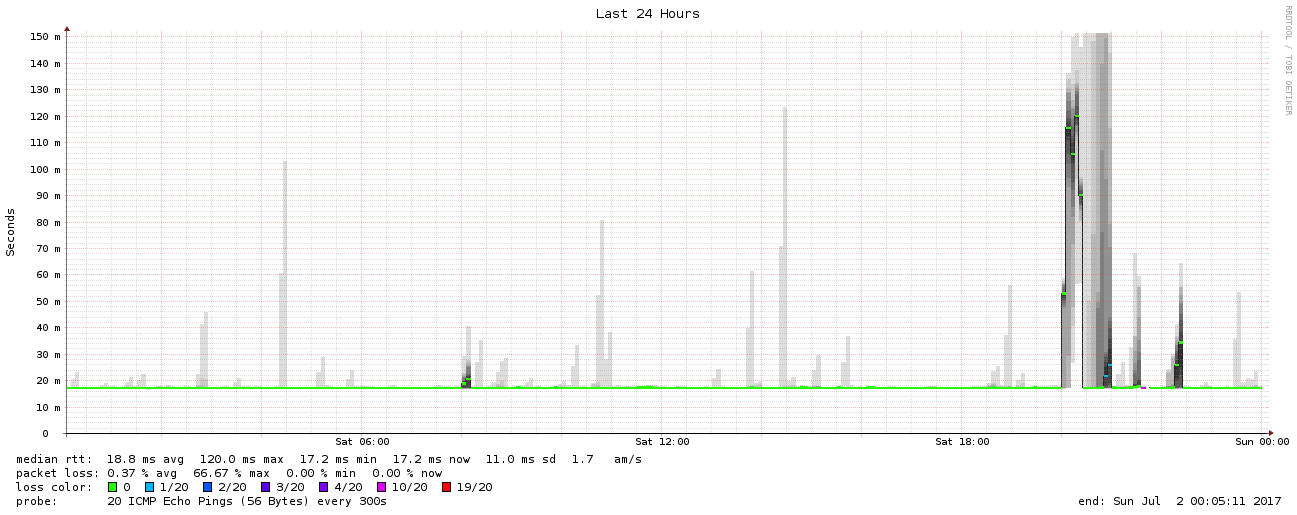 Last 24 Hours
RRDTOOL / TOBI OETIKER
Seconds
150 m
140 m
130 m
120 m
110 m
100 m
90 m
80 m
70 m
60 m
50 m
40 m
30 m
20 m
10 m
0
Sat 06:00 Sat 12:00 Sat 18:00 Sun 00:00
median rtt: 18.8 ms avg 120.0 ms max 17.2 ms min 17.2 ms now 11.0 ms sd 1.7 am/s
packet loss: 0.37 % avg 66.67 % max 0.00 % min 0.00 % now
loss color: 0 1/20 2/20 3/20 4/20 10/20 19/20
probe: 20 ICMP Echo Pings (56 Bytes) every 300s end: Sun Jul 2 00:05:11 2017